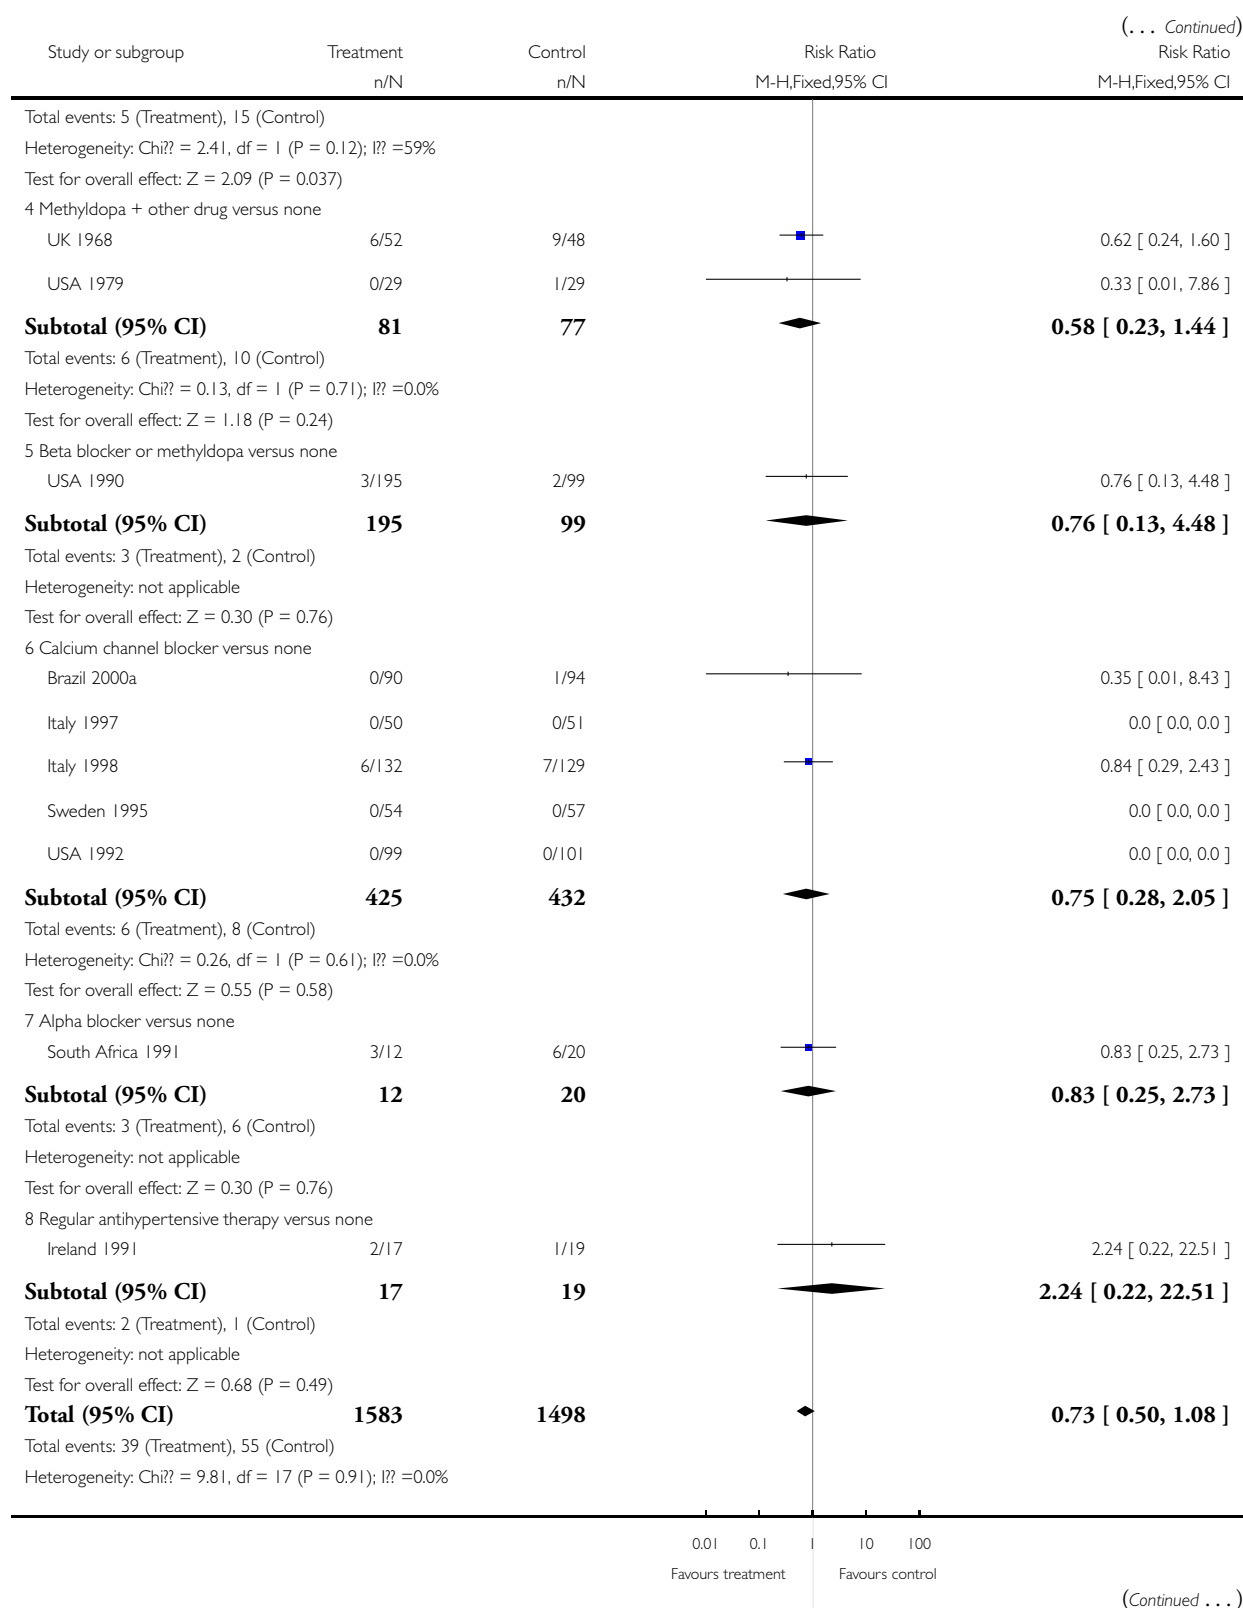 (... Continued)
Study or subgroup Treatment Control Risk Ratio Risk Ratio
n/N n/N M-H,Fixed,95% CI M-H,Fixed,95% CI
Total events: 5 (Treatment), 15 (Control)
Heterogeneity: Chi?? = 2.41, df = 1 (P = 0.12); I?? =59%
Test for overall effect: Z = 2.09 (P = 0.037)
4 Methyldopa + other drug versus none
UK 1968 6/52 9/48 0.62 [ 0.24, 1.60 ]
USA 1979 0/29 1/29 0.33 [ 0.01, 7.86 ]
Subtotal (95% CI) 81 77 0.58 [ 0.23, 1.44 ]
Total events: 6 (Treatment), 10 (Control)
Heterogeneity: Chi?? = 0.13, df = 1 (P = 0.71); I?? =0.0%
Test for overall effect: Z = 1.18 (P = 0.24)
5 Beta blocker or methyldopa versus none
USA 1990 3/195 2/99 0.76 [ 0.13, 4.48 ]
Subtotal (95% CI) 195 99 0.76 [ 0.13, 4.48 ]
Total events: 3 (Treatment), 2 (Control)
Heterogeneity: not applicable
Test for overall effect: Z = 0.30 (P = 0.76)
6 Calcium channel blocker versus none
Brazil 2000a 0/90 1/94 0.35 [ 0.01, 8.43 ]
Italy 1997 0/50 0/51 0.0 [ 0.0, 0.0 ]
Italy 1998 6/132 7/129 0.84 [ 0.29, 2.43 ]
Sweden 1995 0/54 0/57 0.0 [ 0.0, 0.0 ]
USA 1992 0/99 0/101 0.0 [ 0.0, 0.0 ]
Subtotal (95% CI) 425 432 0.75 [ 0.28, 2.05 ]
Total events: 6 (Treatment), 8 (Control)
Heterogeneity: Chi?? = 0.26, df = 1 (P = 0.61); I?? =0.0%
Test for overall effect: Z = 0.55 (P = 0.58)
7 Alpha blocker versus none
South Africa 1991 3/12 6/20 0.83 [ 0.25, 2.73 ]
Subtotal (95% CI) 12 20 0.83 [ 0.25, 2.73 ]
Total events: 3 (Treatment), 6 (Control)
Heterogeneity: not applicable
Test for overall effect: Z = 0.30 (P = 0.76)
8 Regular antihypertensive therapy versus none
Ireland 1991 2/17 1/19 2.24 [ 0.22, 22.51 ]
Subtotal (95% CI) 17 19 2.24 [ 0.22, 22.51 ]
Total events: 2 (Treatment), 1 (Control)
Heterogeneity: not applicable
Test for overall effect: Z = 0.68 (P = 0.49)
Total (95% CI) 1583 1498 0.73 [ 0.50, 1.08 ]
Total events: 39 (Treatment), 55 (Control)
Heterogeneity: Chi?? = 9.81, df = 17 (P = 0.91); I?? =0.0%
0.01 0.1 1 10 100
Favours treatment Favours control
(Continued ...)